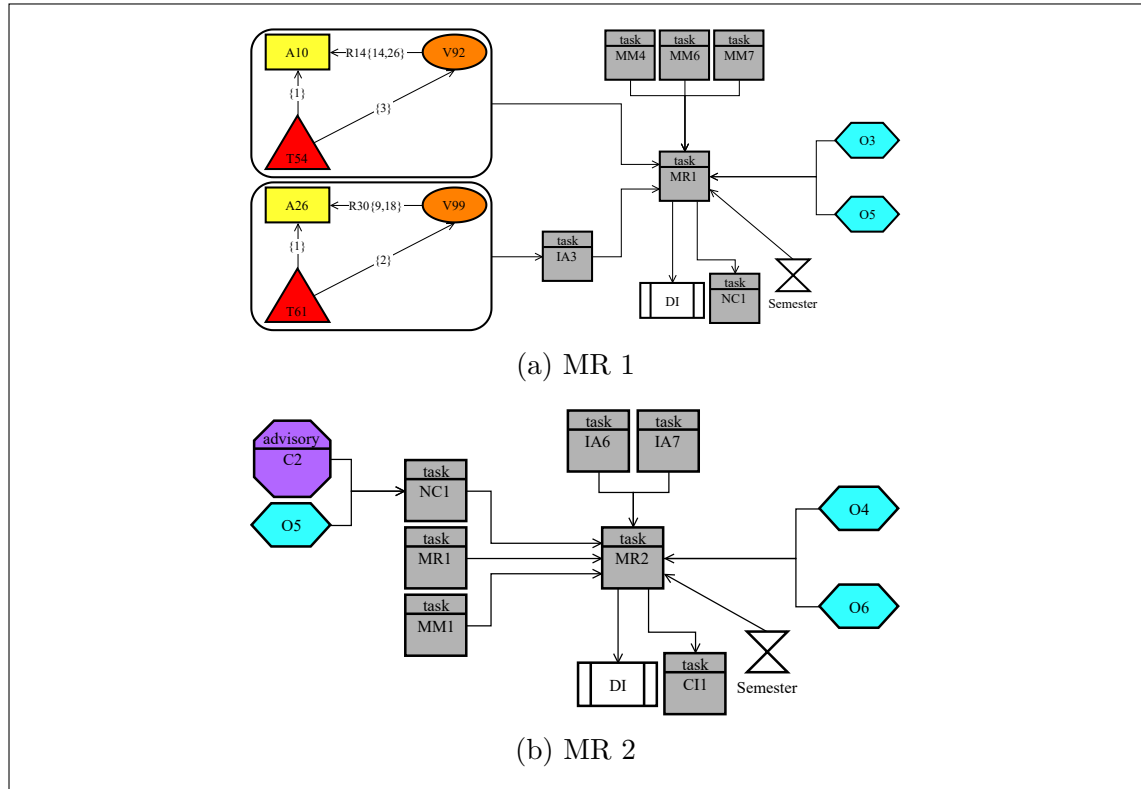 task
task
task
MM4
MM6
MM7
A10
R14{14,26}
V92
{1}
{3}
T54
task
MR1
O3
O5
A26
R30{9,18}
V99
{1}
{2}
T61
task
IA3
DI
task
NC1
Semester
(a) MR 1
task
task
IA6
IA7
advisory
C2
task
NC1
O5
task
MR1
task
MM1
task
MR2
O4
O6
DI
task
CI1
Semester
(b) MR 2